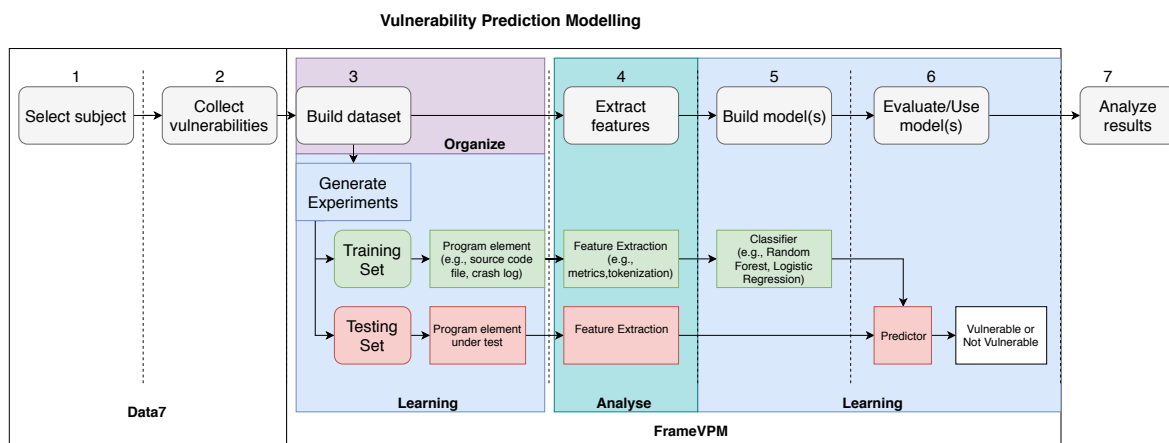 Vulnerability Prediction Modelling
1
2
3
4
5
6
7
Select subject
Collect
vulnerabilities
Build dataset
Extract
features
Build model(s)
Evaluate/Use
model(s)
Analyze
results
Organize
Generate
Experiments
Training
Set
Program element
(e.g., source code
file, crash log)
Feature Extraction
(e.g.,
metrics,tokenization)
Classifier
(e.g., Random
Forest, Logistic
Regression)
Testing
Set
Program element
under test
Feature Extraction
Predictor
Vulnerable or
Not Vulnerable
Data7
Learning
Analyse
Learning
FrameVPM